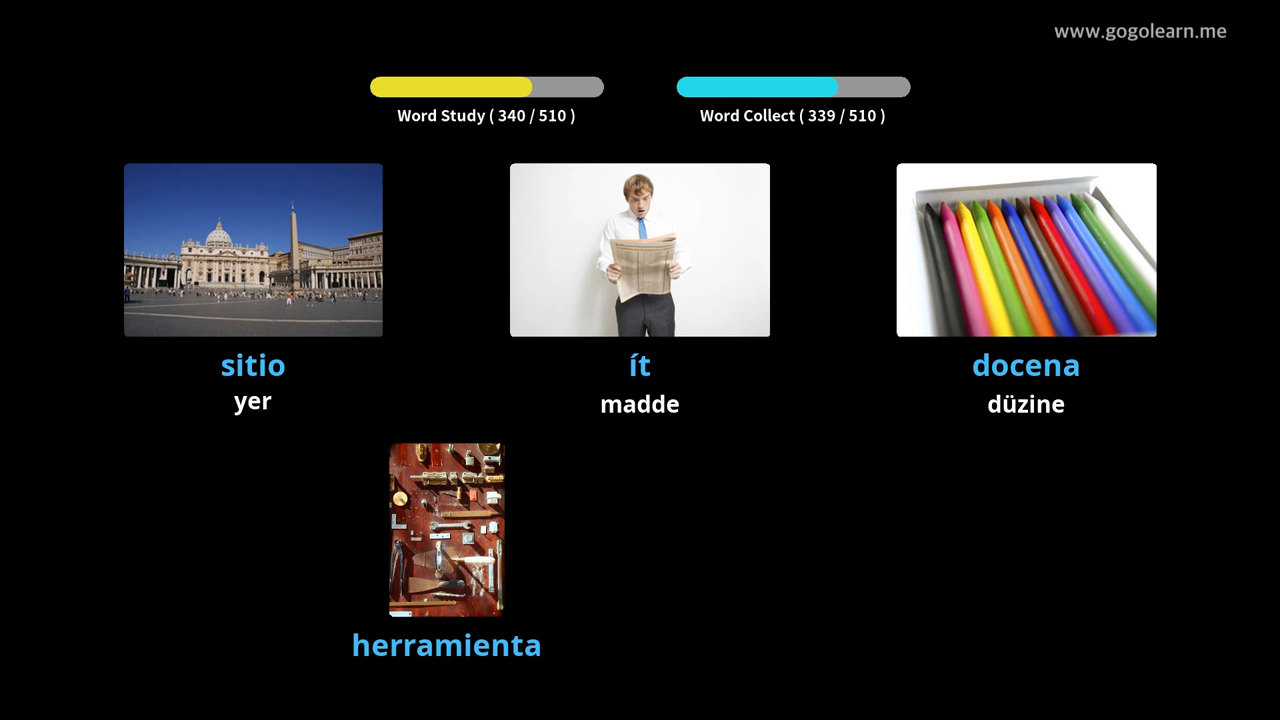 www.gogolearn.me
Word Study ( 340 / 510 )
Word Collect ( 339 / 510 )
sitio
yer
ít
madde
docena
düzine
herramienta